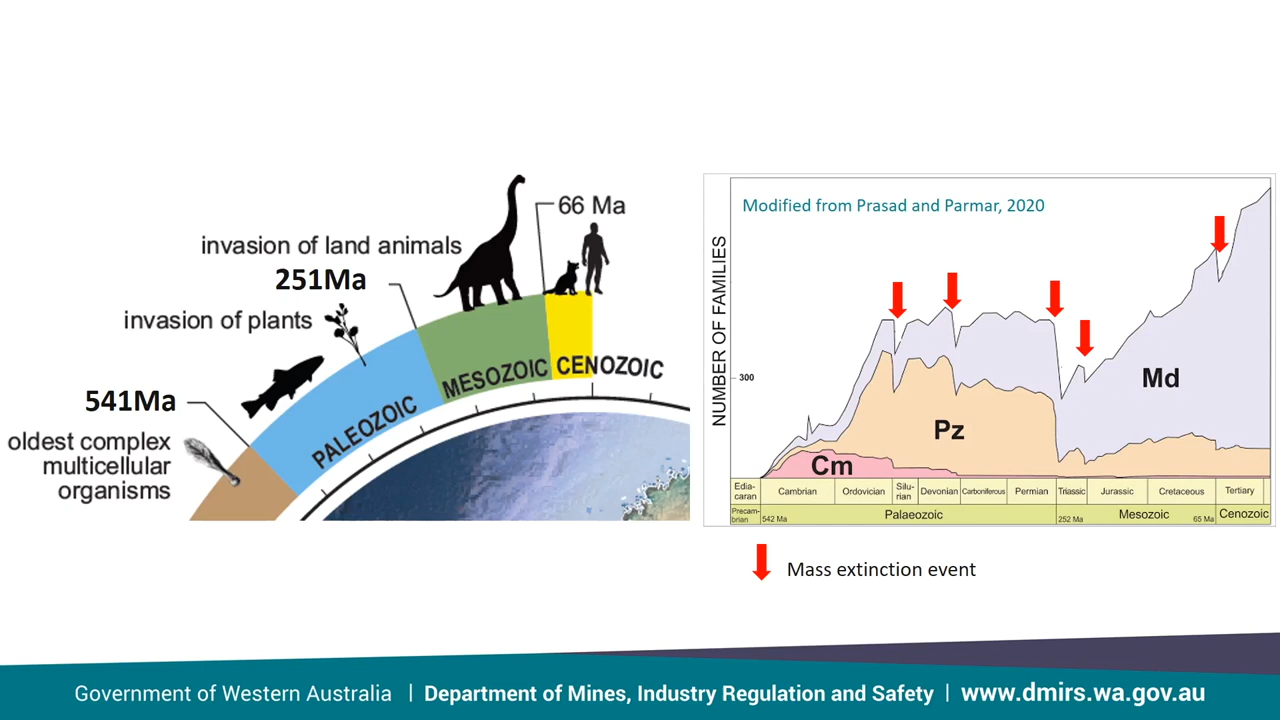 66 Ma
invasion of land animals
251Ma
invasion of plants
541Ma
oldest complex
multicellular
organisms
PALEOZOIC
MESOZOIC
CENOZOIC
Modified from Prasad and Parmar, 2020
NUMBER OF FAMILIES
300
Md
Pz
Cm
Edia-
caran
Cambrian
Ordovician
Silu-
rian
Devonian
Carboniferous
Permian
Triassic
Jurassic
Cretaceous
Tertiary
Precam-
brian
542 Ma
Palaeozoic
252 Ma
Mesozoic
65 Ma
Cenozoic
Mass extinction event
Government of Western Australia | Department of Mines, Industry Regulation and Safety | www.dmirs.wa.gov.au